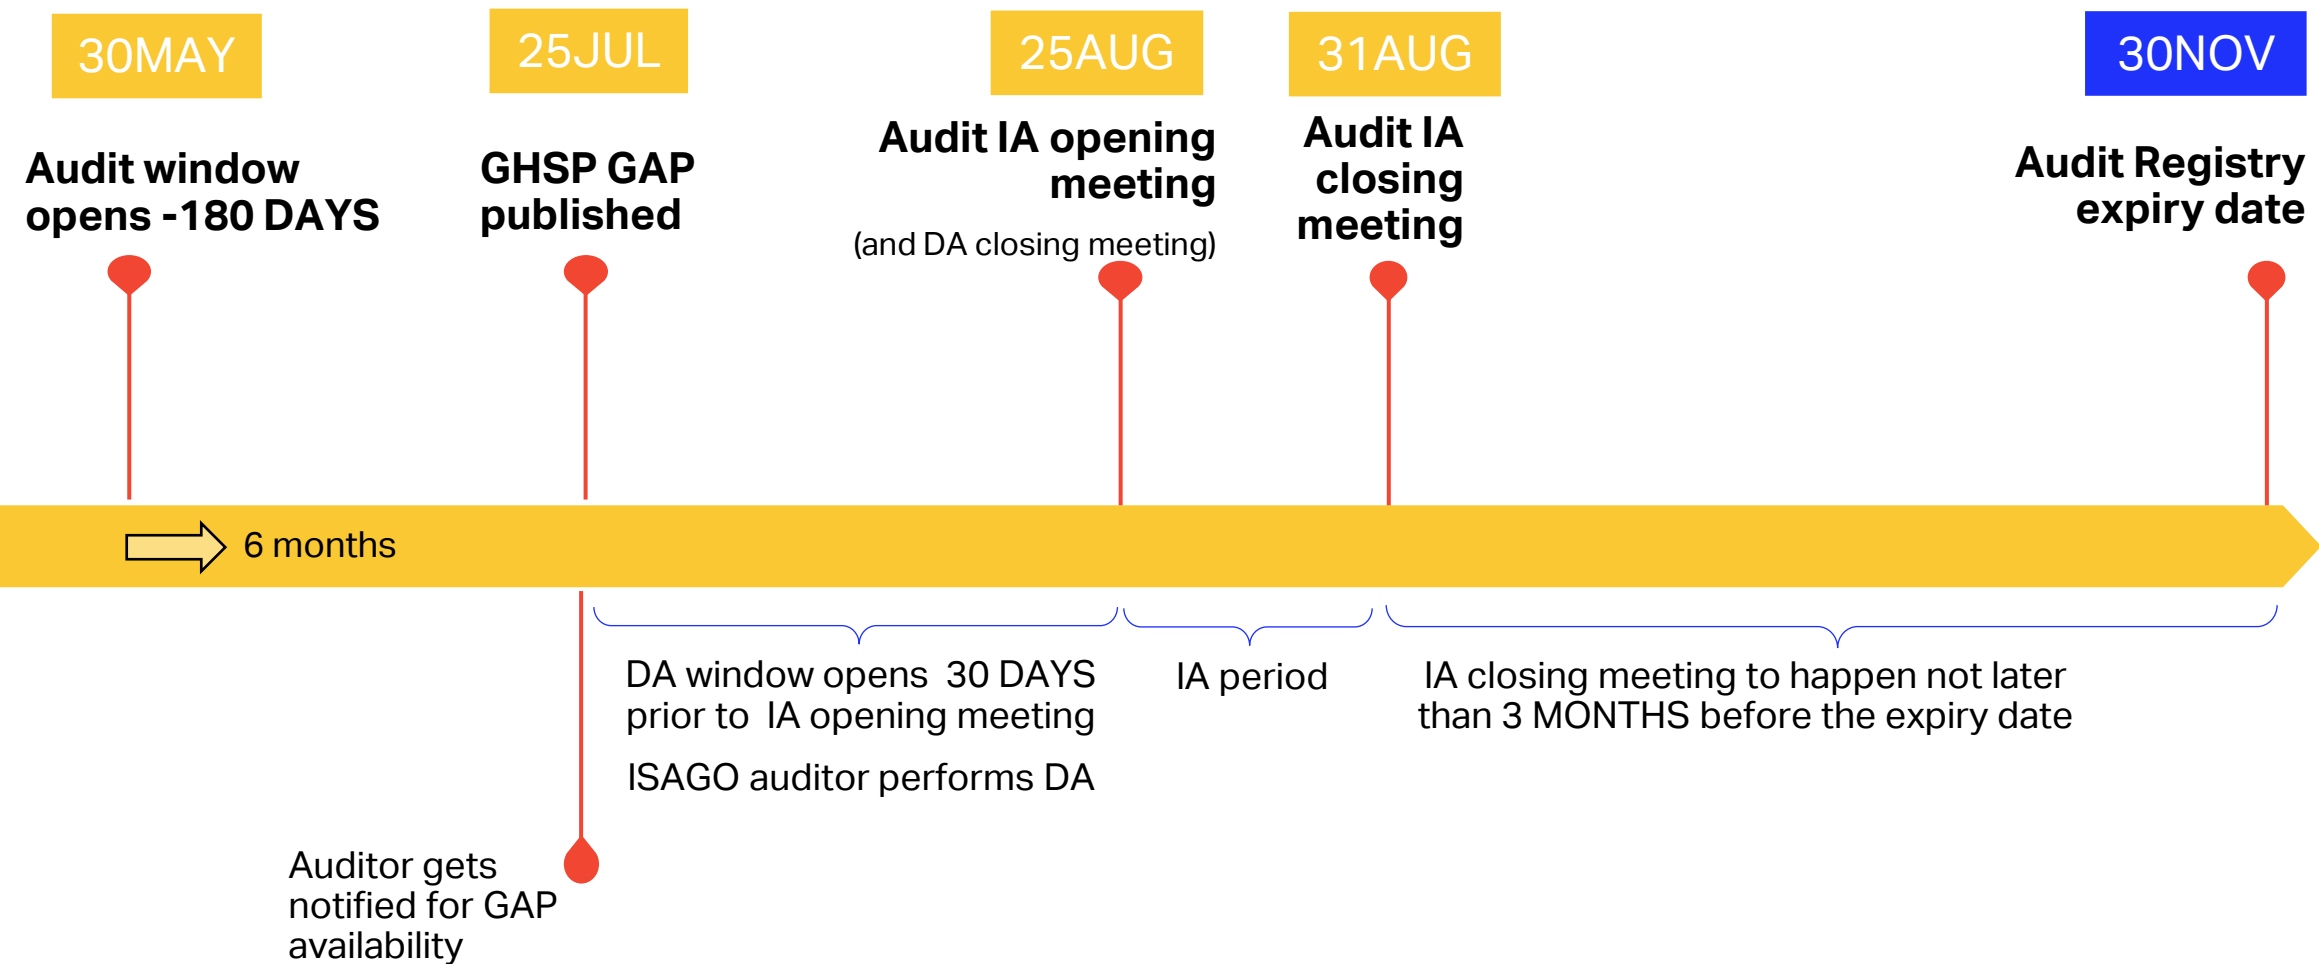 30MAY
Audit window
opens -180 DAYS
25JUL
GHSP GAP
published
25AUG
Audit IA opening
meeting
(and DA closing meeting)
31AUG
Audit IA
closing
meeting
30NOV
Audit Registry
expiry date
6 months
DA window opens 30 DAYS
prior to IA opening meeting
ISAGO auditor performs DA
IA period
IA closing meeting to happen not later
than 3 MONTHS before the expiry date
Auditor gets
notified for GAP
availability